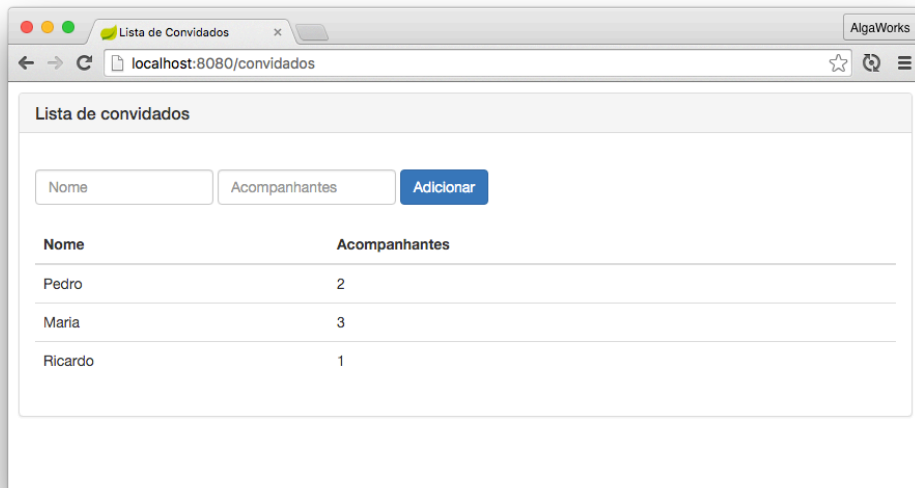 Lista de Convidados
AlgaWorks
localhost:8080/convidados
Lista de convidados
Nome Acompanhantes Adicionar
Nome Acompanhantes
Pedro 2
Maria 3
Ricardo 1